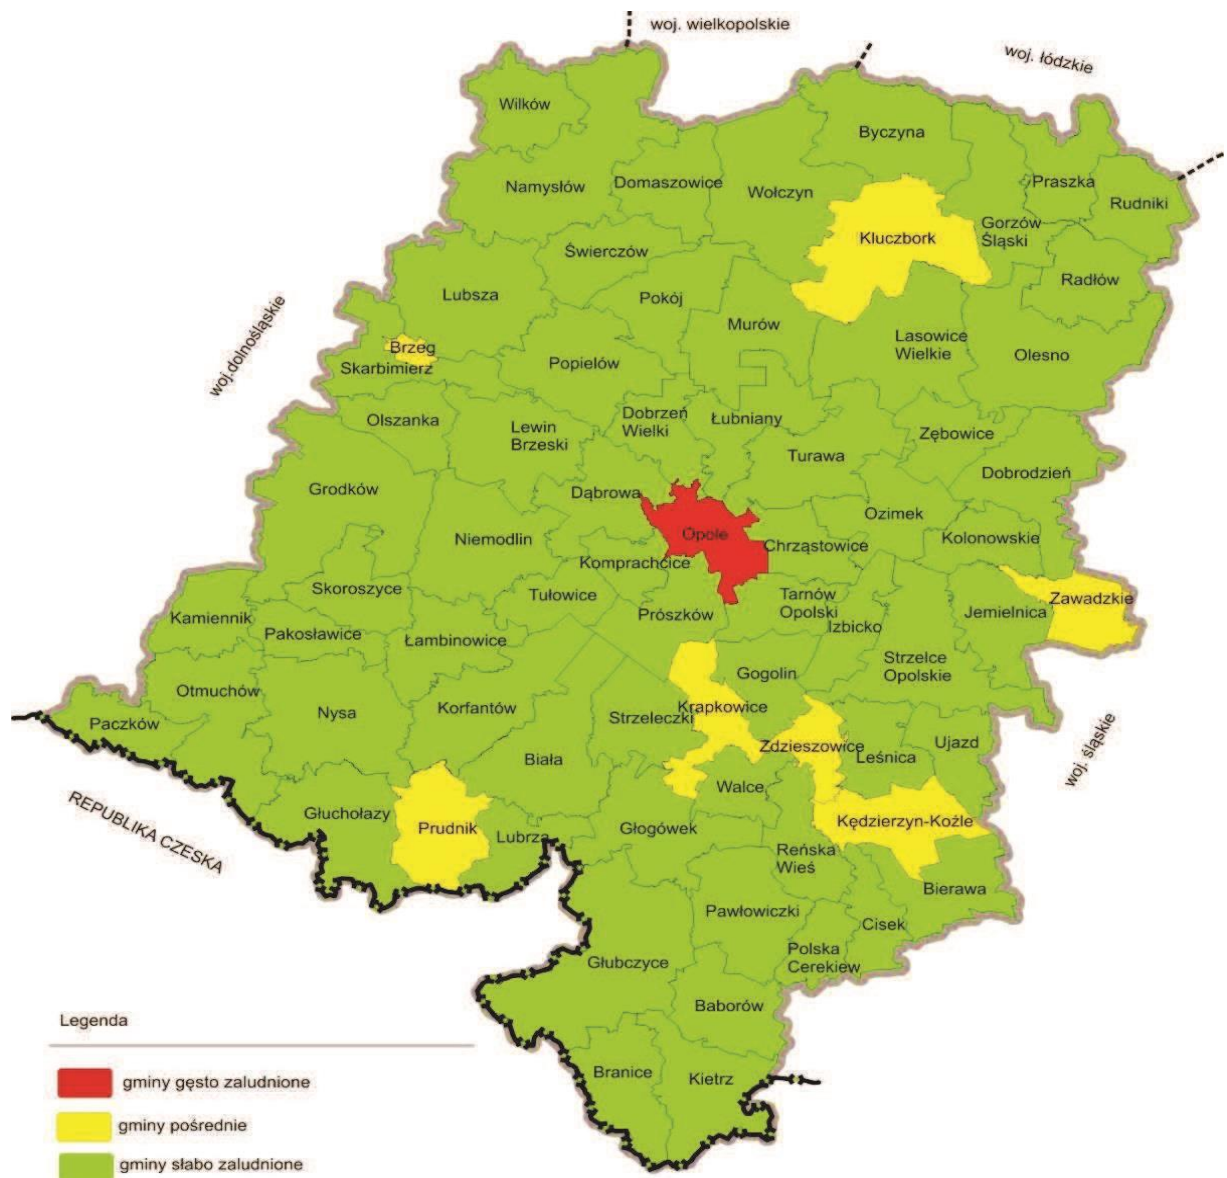 woj. wielkopolskie
woj. łódzkie
Wilków
Byczyna
Namysłów
Domaszowice
Wołczyn
Praszka
Rudniki
Kluczbork
Gorzów
Śląski
Świerczów
Lubsza
Pokój
Radłów
Murów
Lasowice
Wielkie
Olesno
woj.dolnośląskie
Brzeg
Skarbimierz
Popielów
Olszanka
Lewin
Brzeski
Dobrzeń
Wielki
Łubniany
Zębowice
Turawa
Dobrodzień
Grodków
Dąbrowa
Ozimek
Niemodlin
Opole
Chrząstowice
Kolonowskie
Komprachcice
Skoroszyce
Tułowice
Tarnów
Opolski
Zawadzkie
Kamiennik
Pakosławice
Łambinowice
Prószków
Izbicko
Jemielnica
Strzelce
Opolskie
Gogolin
Otmuchów
Nysa
Korfantów
Strzeleczki
Krapkowice
Paczków
Zdzieszowice
Leśnica
Ujazd
woj. śląskie
Biała
Walce
REPUBLIKA CZESKA
Głuchołazy
Prudnik
Lubrza
Głogówek
Kędzierzyn-Koźle
Reńska
Wieś
Bierawa
Pawłowiczki
Cisek
Polska
Cerekiew
Głubczyce
Baborów
Branice
Kietrz
Legenda
gminy gęsto zaludnione
gminy pośrednie
gminy słabo zaludnione